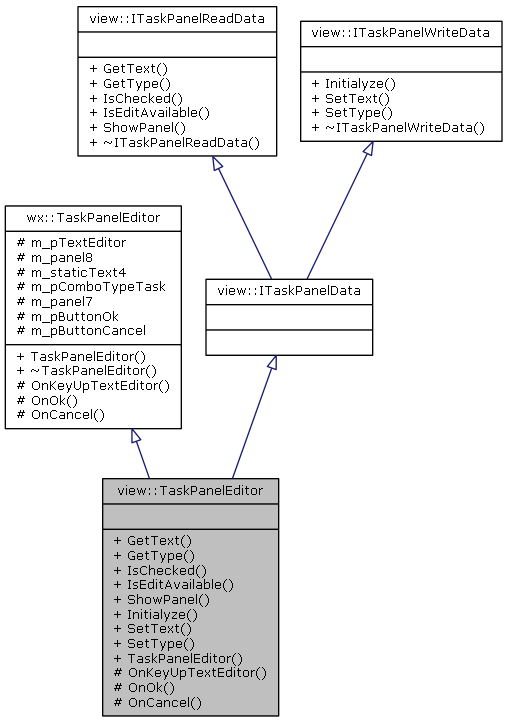 view::ITaskPanelReadData
+ GetText()
+ GetType()
+ IsChecked()
+ IsEditAvailable()
+ ShowPanel()
+ ~ITaskPanelReadData()
view::ITaskPanelWriteData
+ Initialyze()
+ SetText()
+ SetType()
+ ~ITaskPanelWriteData()
wx::TaskPanelEditor
# m_pTextEditor
# m_panel8
# m_staticText4
# m_pComboTypeTask
# m_panel7
# m_pButtonOk
# m_pButtonCancel
+ TaskPanelEditor()
+ ~TaskPanelEditor()
# OnKeyUpTextEditor()
# OnOk()
# OnCancel()
view::ITaskPanelData
view::TaskPanelEditor
+ GetText()
+ GetType()
+ IsChecked()
+ IsEditAvailable()
+ ShowPanel()
+ Initialyze()
+ SetText()
+ SetType()
+ TaskPanelEditor()
# OnKeyUpTextEditor()
# OnOk()
# OnCancel()